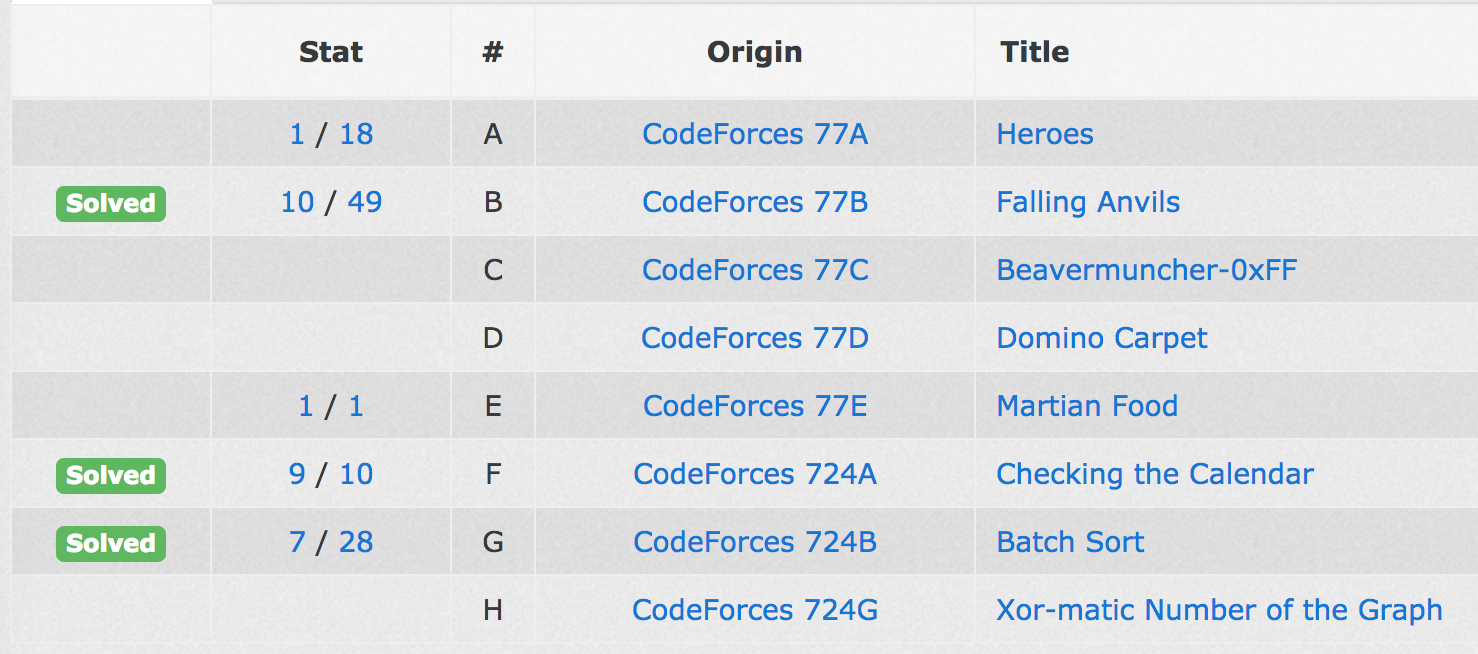 Stat # Origin Title
1 / 18 A CodeForces 77A Heroes
Solved 10 / 49 B CodeForces 77B Falling Anvils
C CodeForces 77C Beavermuncher-0xFF
D CodeForces 77D Domino Carpet
1 / 1 E CodeForces 77E Martian Food
Solved 9 / 10 F CodeForces 724A Checking the Calendar
Solved 7 / 28 G CodeForces 724B Batch Sort
H CodeForces 724G Xor-matic Number of the Graph